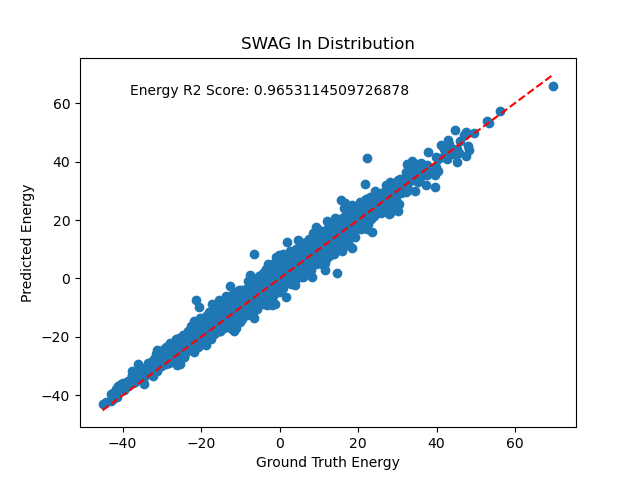 SWAG In Distribution
Energy R2 Score: 0.9653114509726878
Predicted Energy
60
40
20
0
−20
−40
−40 −20 0 20 40 60
Ground Truth Energy